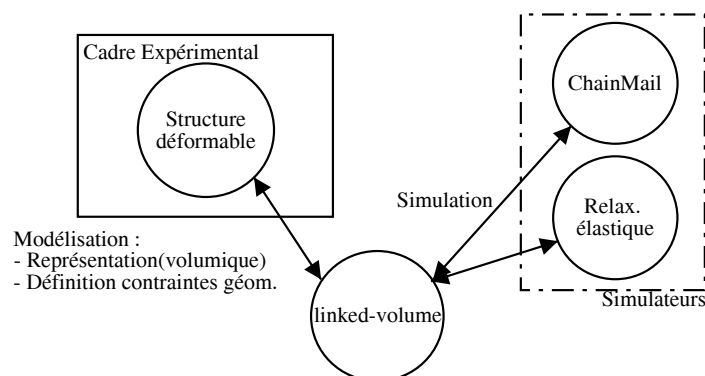 Cadre Expérimental
Structure
déformable
ChainMail
Simulation
Relax.
élastique
Modélisation :
- Représentation(volumique)
- Définition contraintes géom.
linked-volume
Simulateurs